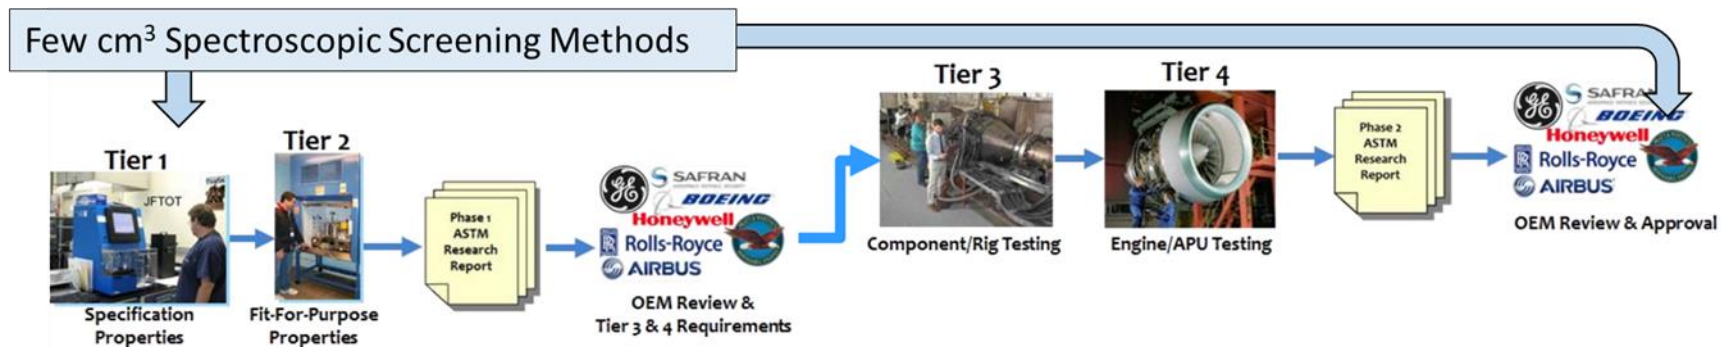 Few cm³ Spectroscopic Screening Methods
Tier 1
JFTOT
Specification
Properties
Tier 2
Fit-For-Purpose
Properties
Phase 1
ASTM
Research
Report
GE
SAFRAN
BOEING
Honeywell
Rolls-Royce
AIRBUS
OEM Review &
Tier 3 & 4 Requirements
Tier 3
Component/Rig Testing
Tier 4
Engine/APU Testing
Phase 2
ASTM
Research
Report
GE
SAFRAN
BOEING
Honeywell
Rolls-Royce
AIRBUS
OEM Review & Approval